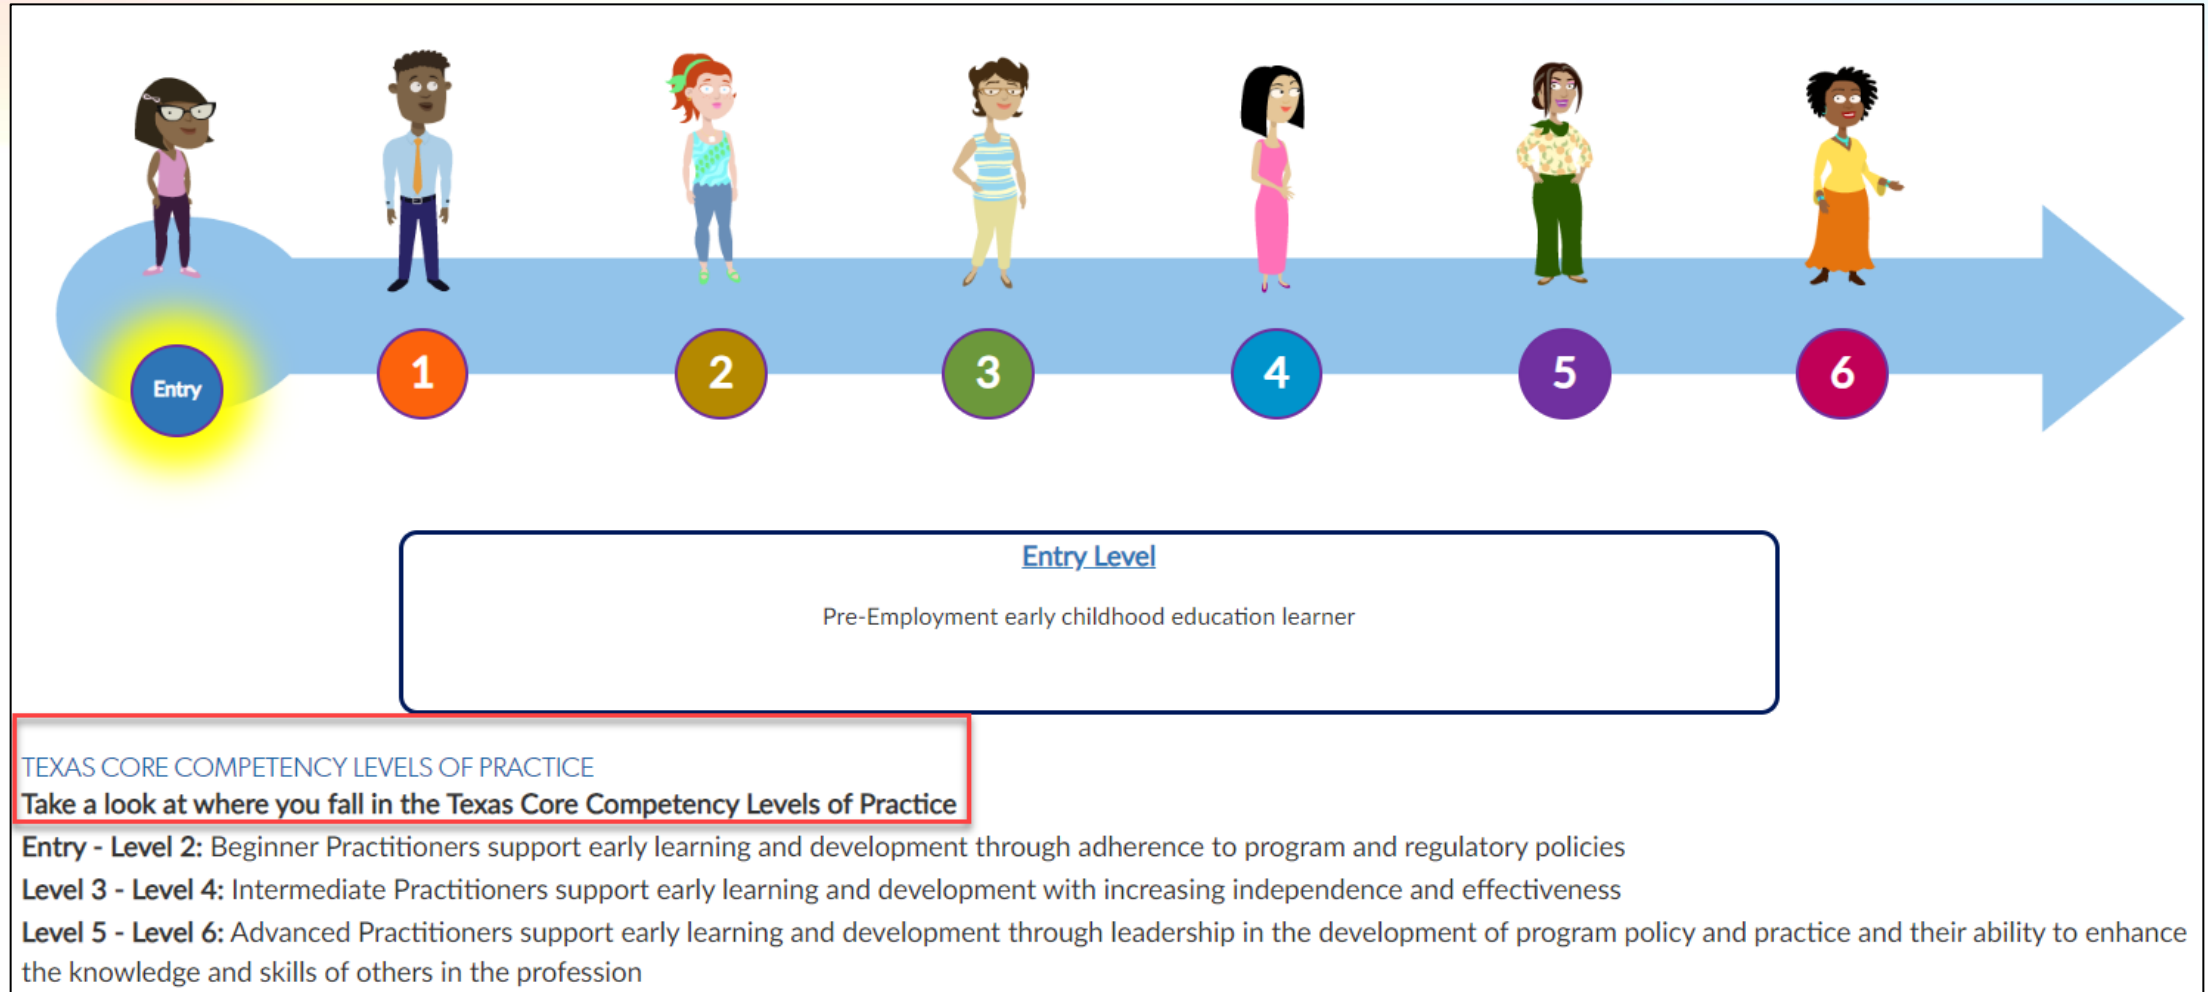 Entry
1
2
3
4
5
6
Entry Level
Pre-Employment early childhood education learner
TEXAS CORE COMPETENCY LEVELS OF PRACTICE
Take a look at where you fall in the Texas Core Competency Levels of Practice
Entry - Level 2: Beginner Practitioners support early learning and development through adherence to program and regulatory policies
Level 3 - Level 4: Intermediate Practitioners support early learning and development with increasing independence and effectiveness
Level 5 - Level 6: Advanced Practitioners support early learning and development through leadership in the development of program policy and practice and their ability to enhance
the knowledge and skills of others in the profession